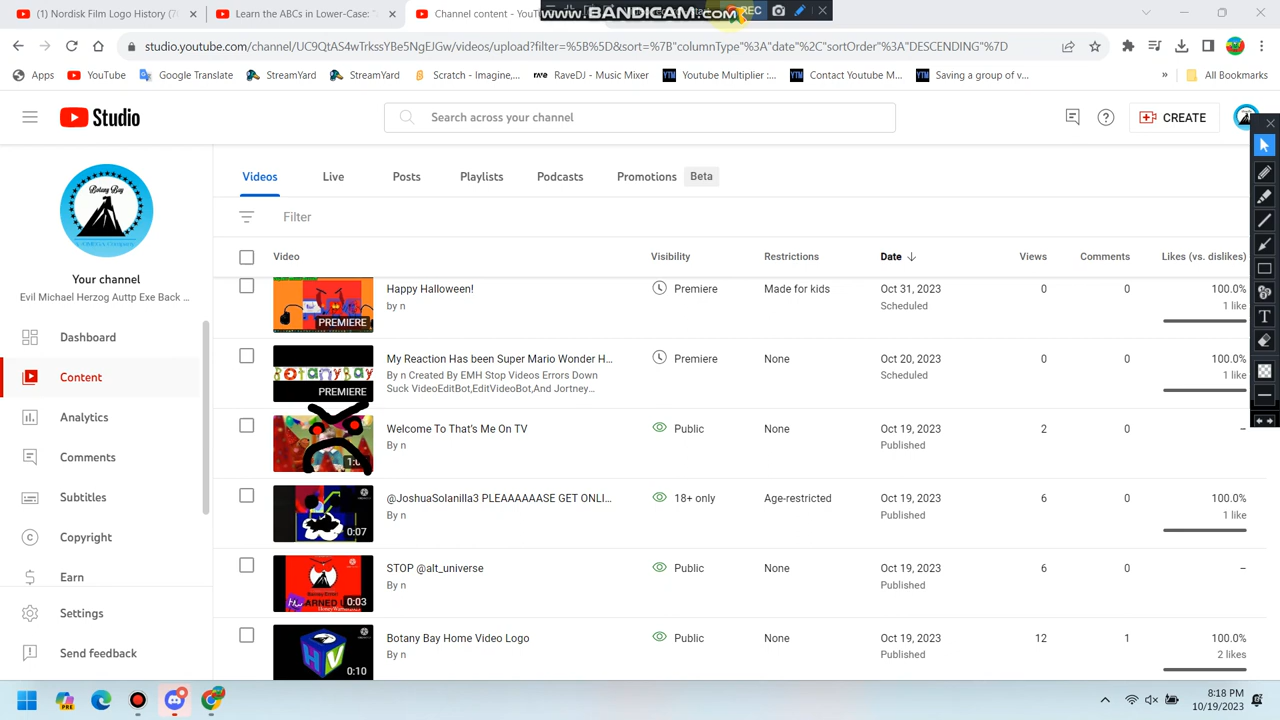 (1) Nordisk Film Logo History (7
Learn the ABCs in Lower-Case: "
Channel content - YouTu
WWW.BANDICAM.COM
REC
studio.youtube.com/channel/UC9QtAS4wTrkssYBe5NgEJGw/videos/upload?filter=%5B%5D&sort=%7B"columnType"%3A"date"%2C"sortOrder"%3A"DESCENDING"%7D
Apps
YouTube
Google Translate
StreamYard
StreamYard
Scratch - Imagine,...
RaveDJ - Music Mixer
Youtube Multiplier :...
Contact Youtube M...
Saving a group of v...
»
All Bookmarks
Studio
Search across your channel
CREATE
Botany Bay
Your channel
Evil Michael Herzog Auttp Exe Back ...
Dashboard
Content
Analytics
Comments
Subtitles
Copyright
Earn
Settings
Send feedback
Videos
Live
Posts
Playlists
Podcasts
Promotions
Beta
Filter
Video
Visibility
Restrictions
Date
Views
Comments
Likes (vs. dislikes)
PREMIERE
Happy Halloween!
By n
Premiere
Made for kids
Oct 31, 2023
Scheduled
0
0
100.0%
1 like
PREMIERE
My Reaction Has been Super Mario Wonder H...
By n Created By EMH Stop Videos Ed Jrs Down
Suck VideoEditBot,EditVideoBot,And Jortney...
Premiere
None
Oct 20, 2023
Scheduled
0
0
100.0%
1 like
Welcome To That's Me On TV
By n
Public
None
Oct 19, 2023
Published
2
0
–
0:07
@JoshuaSolanilla3 PLEAAAAAASE GET ONLI...
By n
18+ only
Age-restricted
Oct 19, 2023
Published
6
0
100.0%
1 like
0:03
STOP @alt_universe
By n
Public
None
Oct 19, 2023
Published
6
0
–
HV
0:10
Botany Bay Home Video Logo
By n
Public
None
Oct 19, 2023
Published
12
1
100.0%
2 likes
T
PRE
8:18 PM
10/19/2023